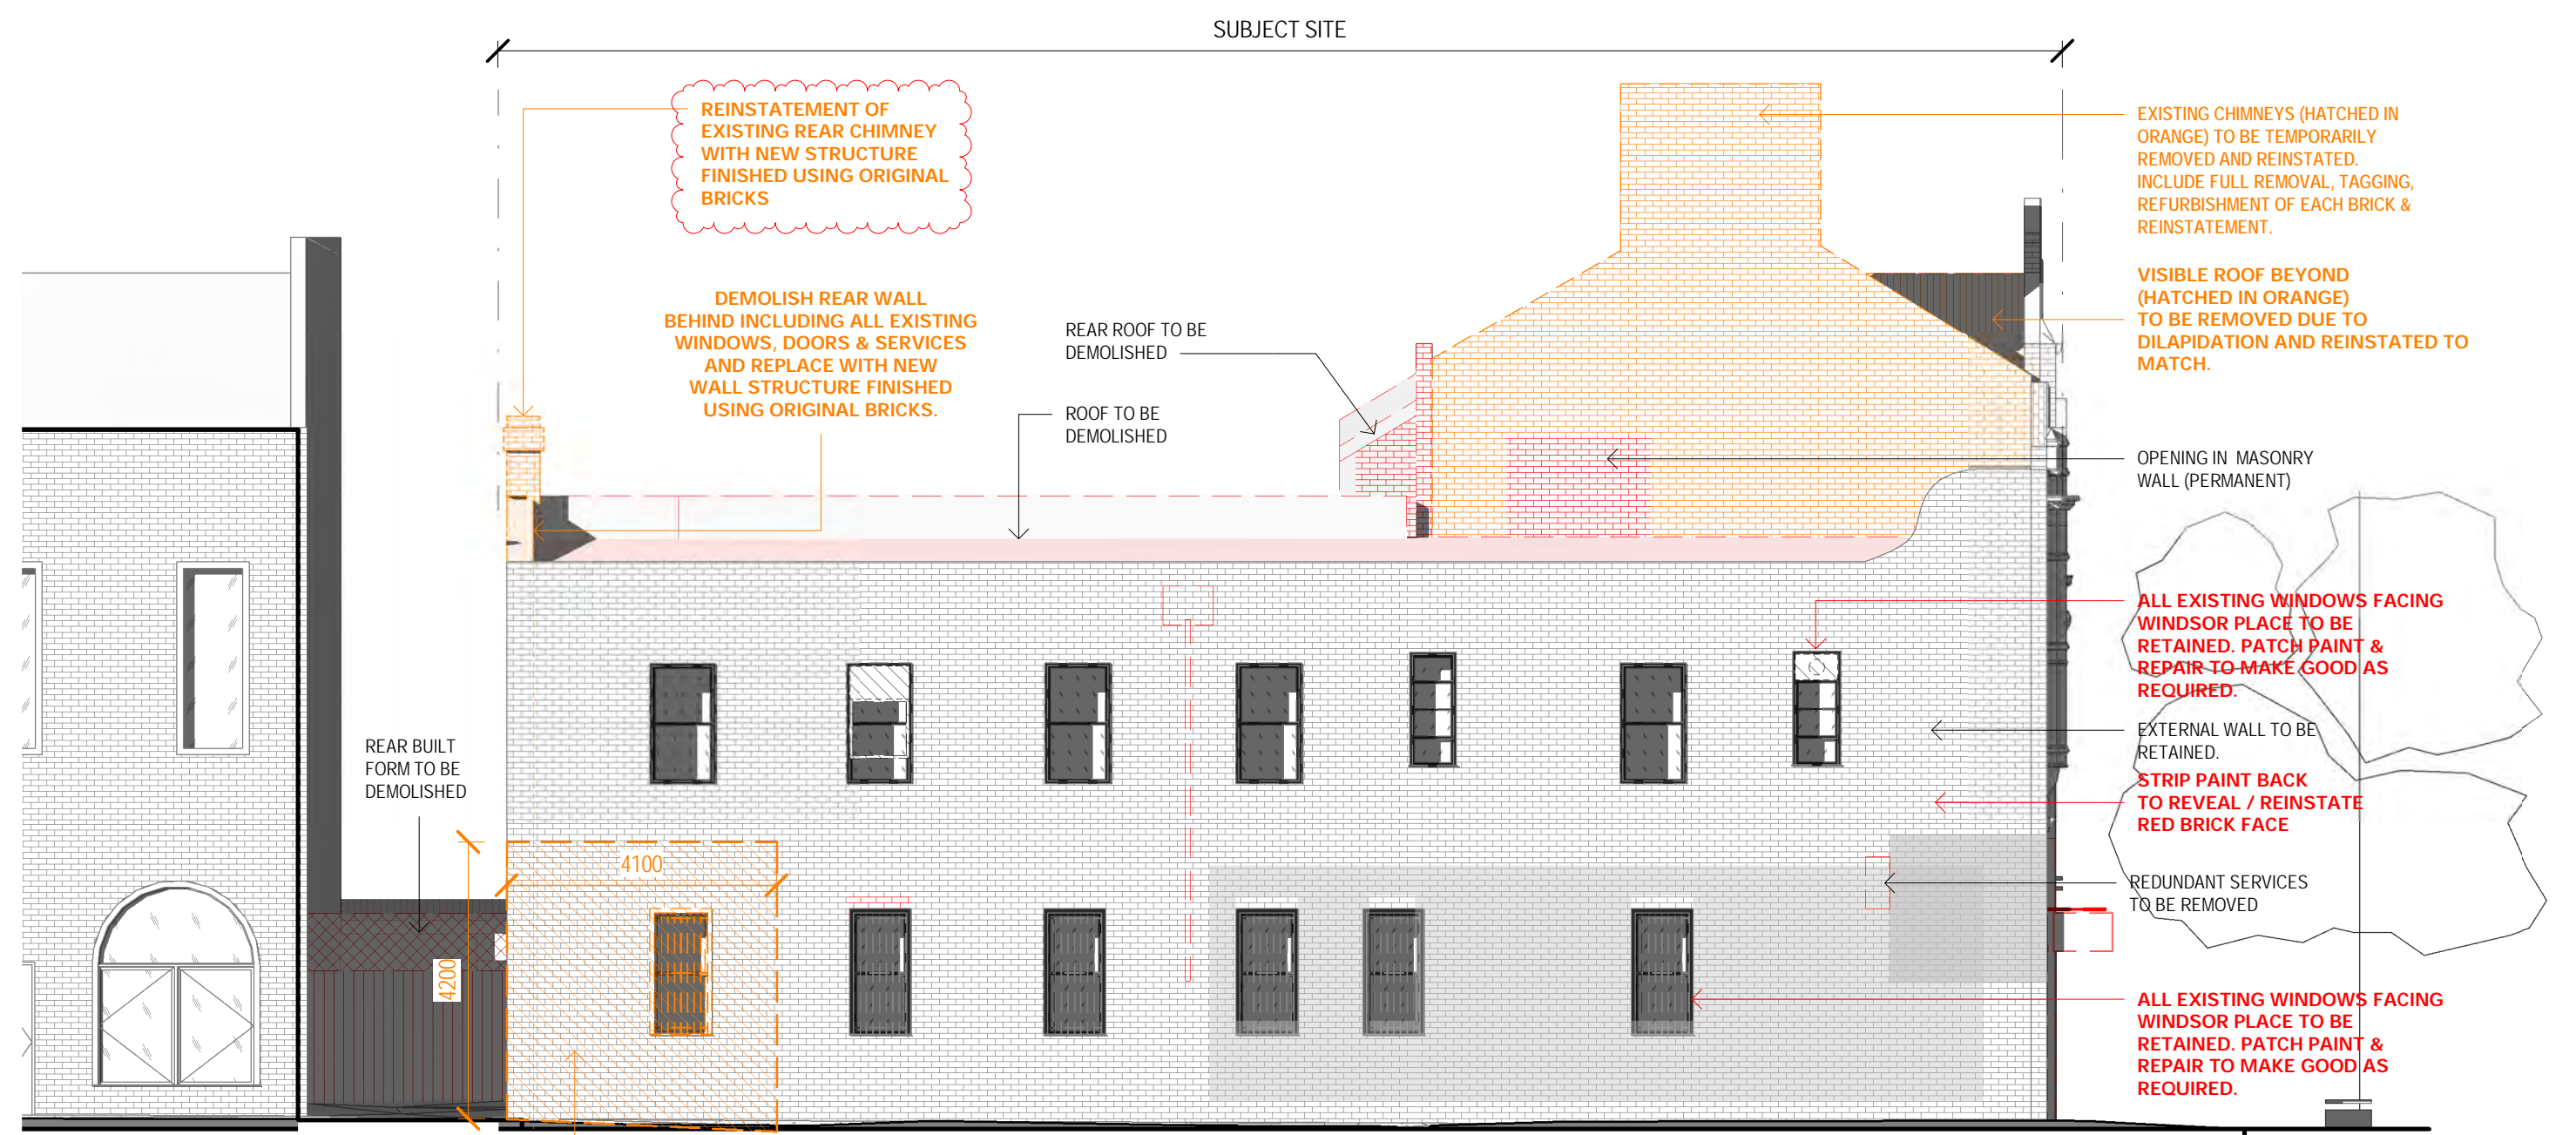 SUBJECT SITE
REINSTATEMENT OF
EXISTING REAR CHIMNEY
WITH NEW STRUCTURE
FINISHED USING ORIGINAL
BRICKS
DEMOLISH REAR WALL
BEHIND INCLUDING ALL EXISTING
WINDOWS, DOORS & SERVICES
AND REPLACE WITH NEW
WALL STRUCTURE FINISHED
USING ORIGINAL BRICKS.
REAR ROOF TO BE
DEMOLISHED
ROOF TO BE
DEMOLISHED
REAR BUILT
FORM TO BE
DEMOLISHED
4100
4200
EXISTING CHIMNEYS (HATCHED IN
ORANGE) TO BE TEMPORARILY
REMOVED AND REINSTATED.
INCLUDE FULL REMOVAL, TAGGING,
REFURBISHMENT OF EACH BRICK &
REINSTATEMENT.
VISIBLE ROOF BEYOND
(HATCHED IN ORANGE)
TO BE REMOVED DUE TO
DILAPIDATION AND REINSTATED TO
MATCH.
OPENING IN MASONRY
WALL (PERMANENT)
ALL EXISTING WINDOWS FACING
WINDSOR PLACE TO BE
RETAINED. PATCH PAINT &
REPAIR TO MAKE GOOD AS
REQUIRED.
EXTERNAL WALL TO BE
RETAINED.
STRIP PAINT BACK
TO REVEAL / REINSTATE
RED BRICK FACE
REDUNDANT SERVICES
TO BE REMOVED
ALL EXISTING WINDOWS FACING
WINDSOR PLACE TO BE
RETAINED. PATCH PAINT &
REPAIR TO MAKE GOOD AS
REQUIRED.